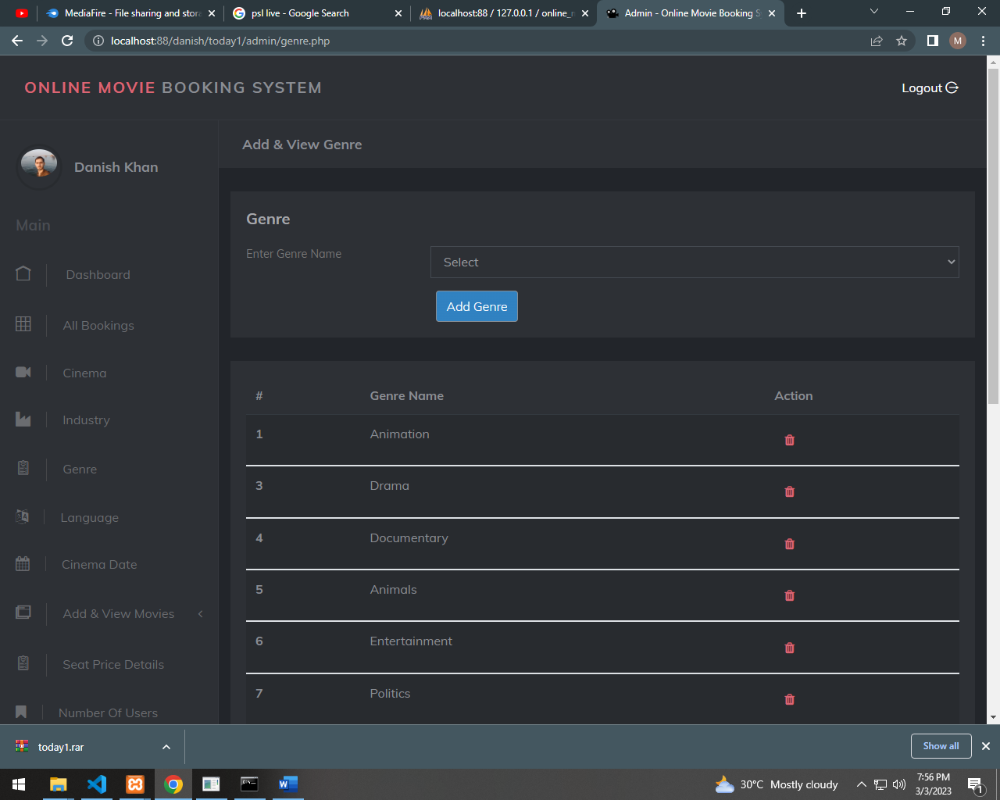 MediaFire - File sharing and stora
psl live - Google Search
localhost:88 / 127.0.0.1 / online_m
Admin - Online Movie Booking S
localhost:88/danish/today1/admin/genre.php
M
ONLINE MOVIE BOOKING SYSTEM
Logout
Danish Khan
Main
Dashboard
All Bookings
Cinema
Industry
Genre
Language
Cinema Date
Add & View Movies
Seat Price Details
Number Of Users
Add & View Genre
Genre
Enter Genre Name
Select
Add Genre
# Genre Name Action
1 Animation
3 Drama
4 Documentary
5 Animals
6 Entertainment
7 Politics
today1.rar
Show all
30°C Mostly cloudy
7:56 PM
3/3/2023
1